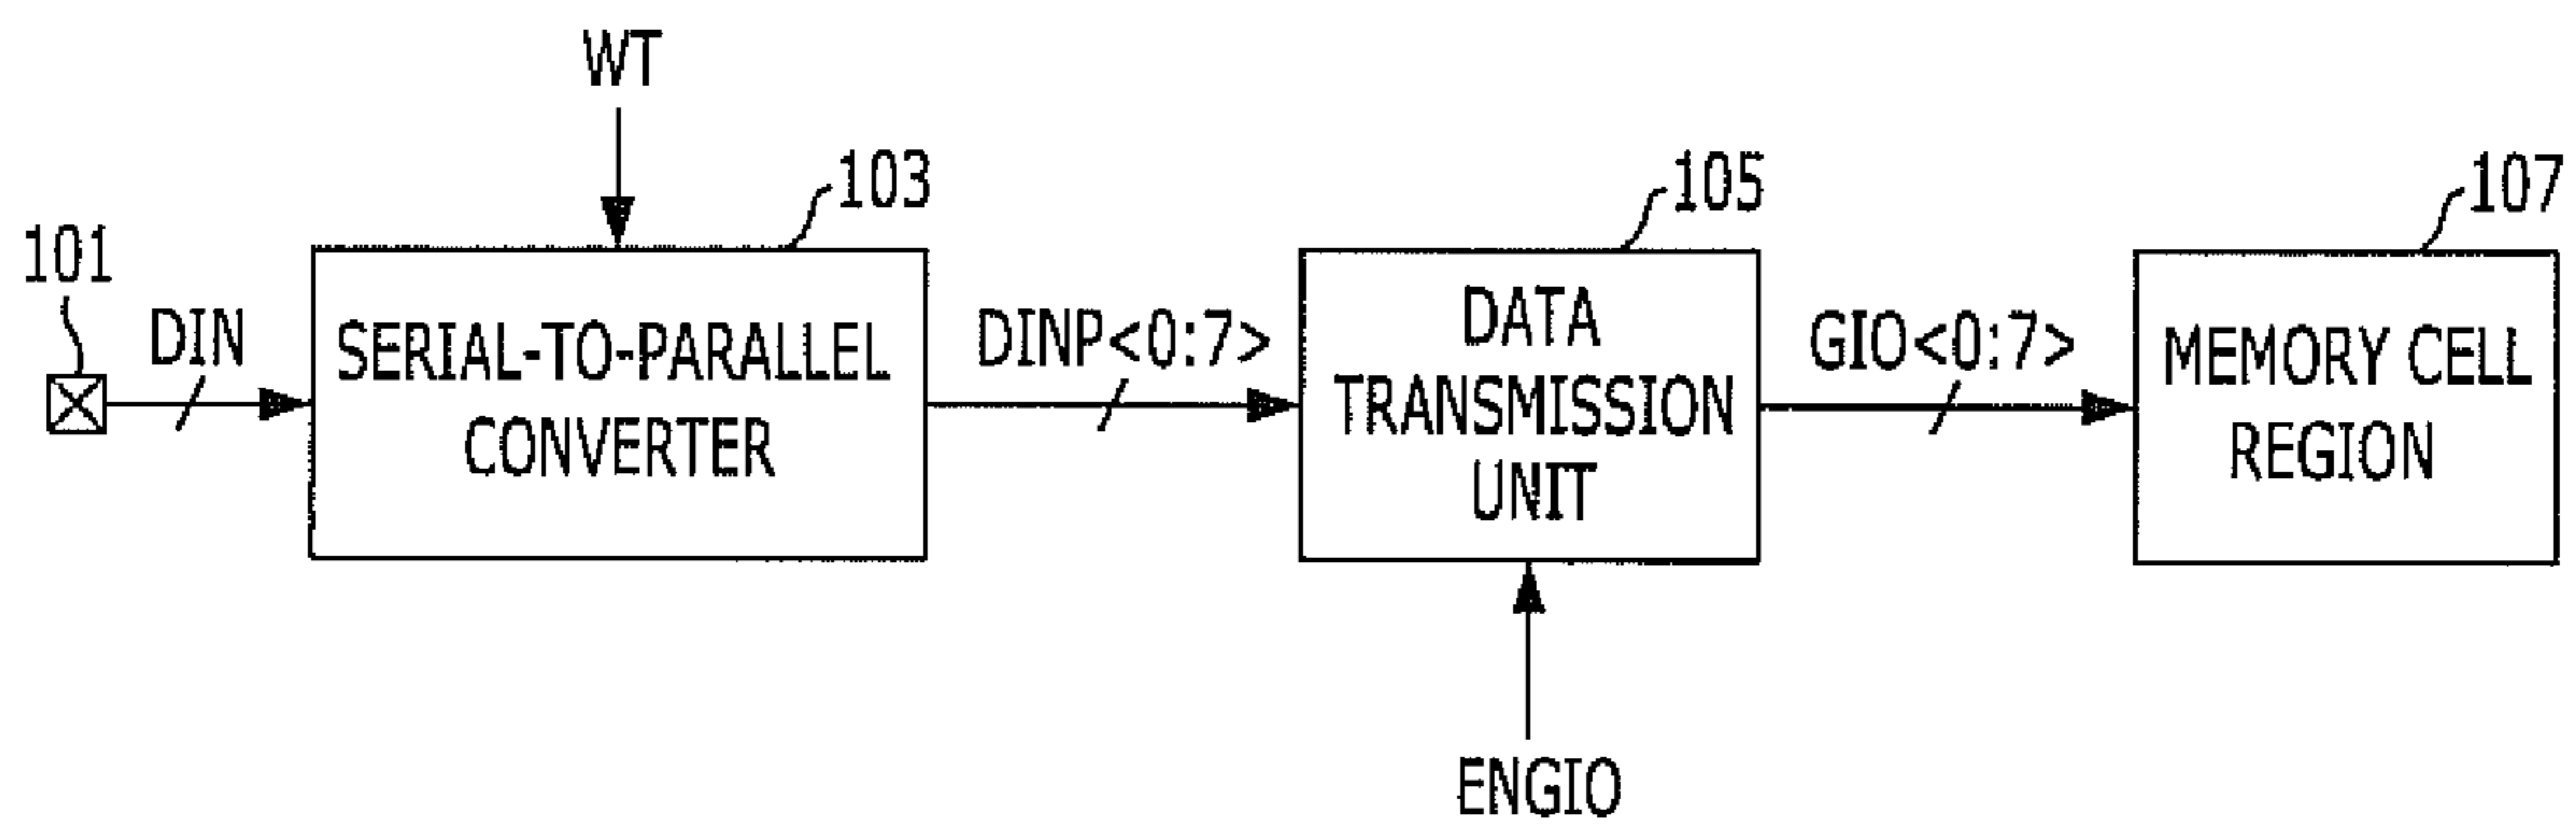 WT
103
105
107
101
DIN
SERIAL-TO-PARALLEL
CONVERTER
DINP<0:7>
DATA
TRANSMISSION
UNIT
GIO<0:7>
MEMORY CELL
REGION
ENGIO